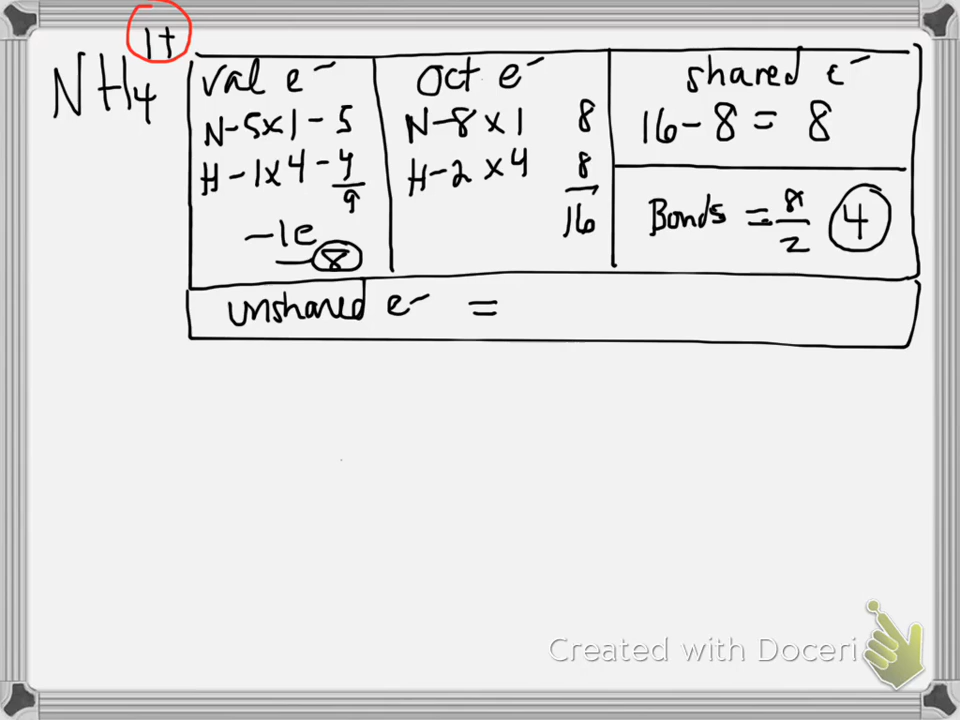 NH4 1+
val e-
N-5x1-5
H-1x4-4
9
-1e
8
Oct e-
N-8x1 8
H-2x4 8
16
shared e-
16-8=8
Bonds = 8/2 4
unshared e- =
Created with Doceri